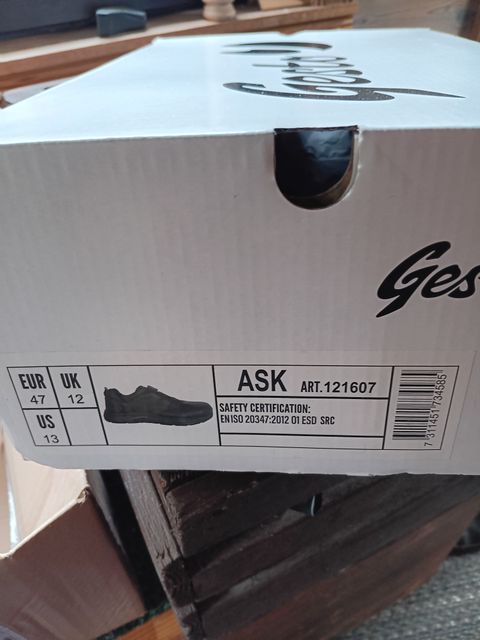 Gesto
Ges
EUR
47
UK
12
US
13
ASK ART.121607
SAFETY CERTIFICATION:
EN ISO 20347:2012 O1 ESD SRC
7 311451 734585